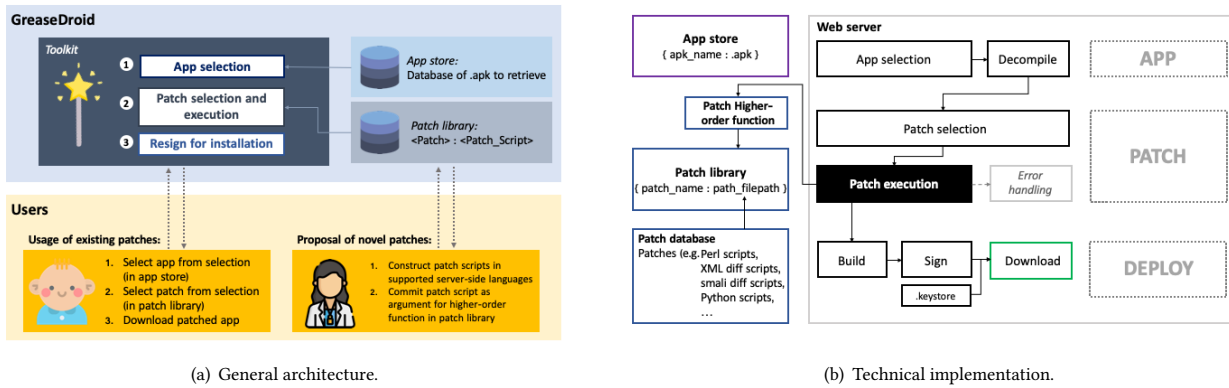 GreaseDroid
Toolkit
1
App selection
2
Patch selection and
execution
3
Resign for installation
App store:
Database of .apk to retrieve
Patch library:
<Patch> : <Patch_Script>
Users
Usage of existing patches:
1. Select app from selection
(in app store)
2. Select patch from selection
(in patch library)
3. Download patched app
Proposal of novel patches:
1. Construct patch scripts in
supported server-side languages
2. Commit patch script as
argument for higher-order
function in patch library
(a) General architecture.
App store
{ apk_name : .apk }
Patch Higher-
order function
Patch library
{ patch_name : path_filepath }
Patch database
Patches (e.g. Perl scripts,
XML diff scripts,
smali diff scripts,
Python scripts,
...
Web server
App selection
Decompile
APP
Patch selection
PATCH
Patch execution
Error
handling
Build
Sign
Download
.keystore
DEPLOY
(b) Technical implementation.